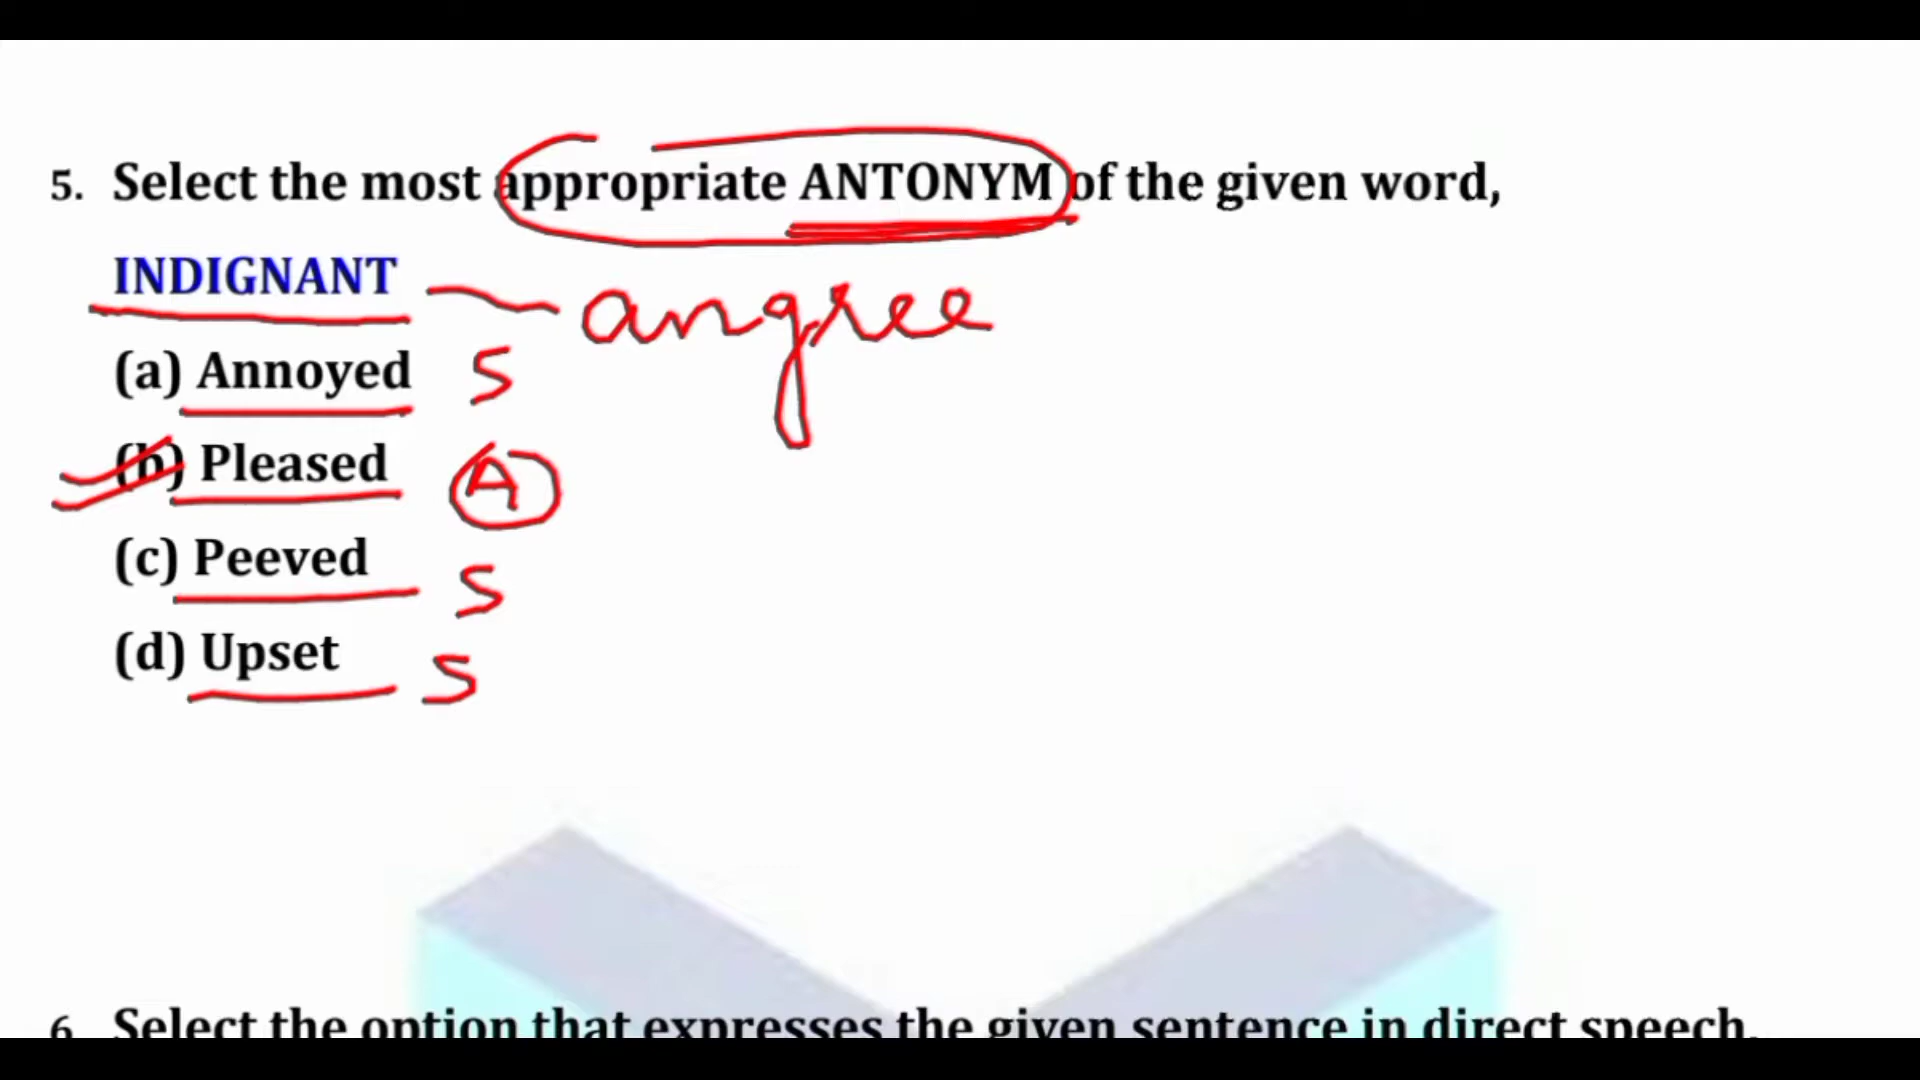 5. Select the most appropriate ANTONYM of the given word,
INDIGNANT angree
(a) Annoyed S
(b) Pleased A
(c) Peeved S
(d) Upset S
6. Select the option that expresses the given sentence in direct speech.